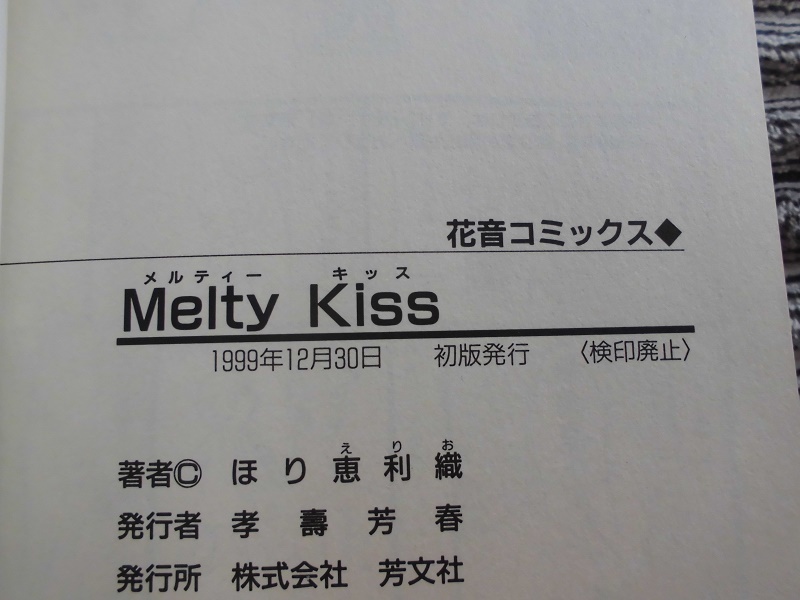 花音コミックス◆
メルティー キッス
Melty Kiss
1999年12月30日 初版発行 〈検印廃止〉
えりお
著者© ほり恵利織
発行者 孝壽芳春
発行所 株式会社 芳文社